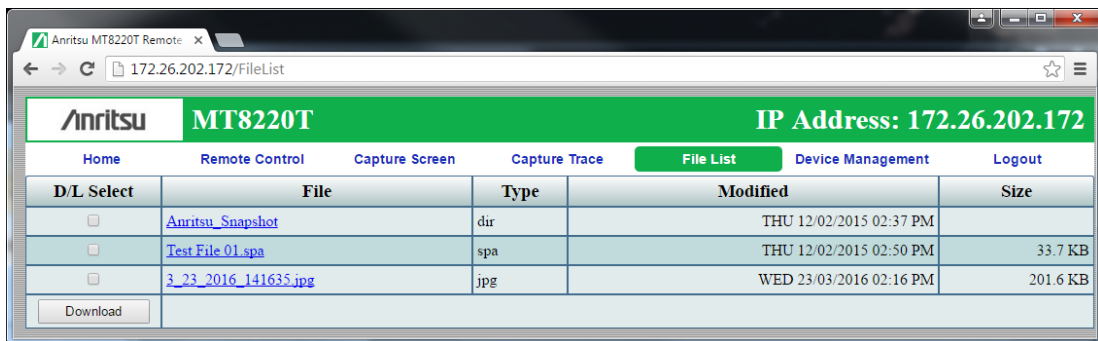 Anritsu MT8220T Remote
172.26.202.172/FileList
Anritsu MT8220T IP Address: 172.26.202.172
Home Remote Control Capture Screen Capture Trace File List Device Management Logout
D/L Select File Type Modified Size
Anritsu_Snapshot dir THU 12/02/2015 02:37 PM
Test File 01.spa spa THU 12/02/2015 02:50 PM 33.7 KB
3_23_2016_141635.jpg jpg WED 23/03/2016 02:16 PM 201.6 KB
Download